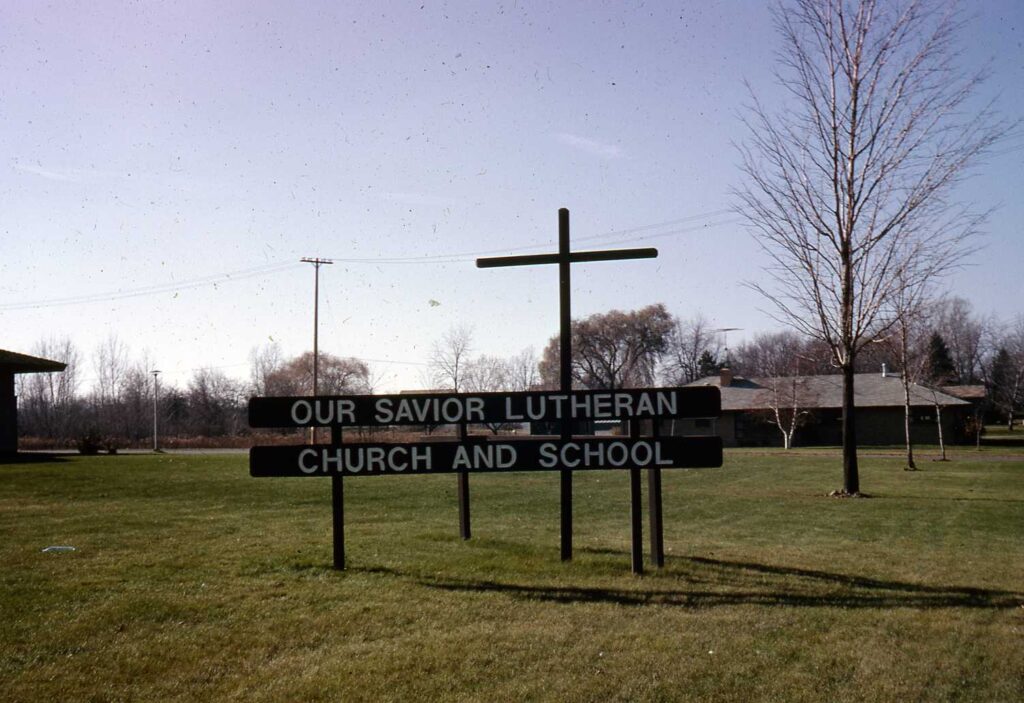 OUR SAVIOR LUTHERAN
CHURCH AND SCHOOL